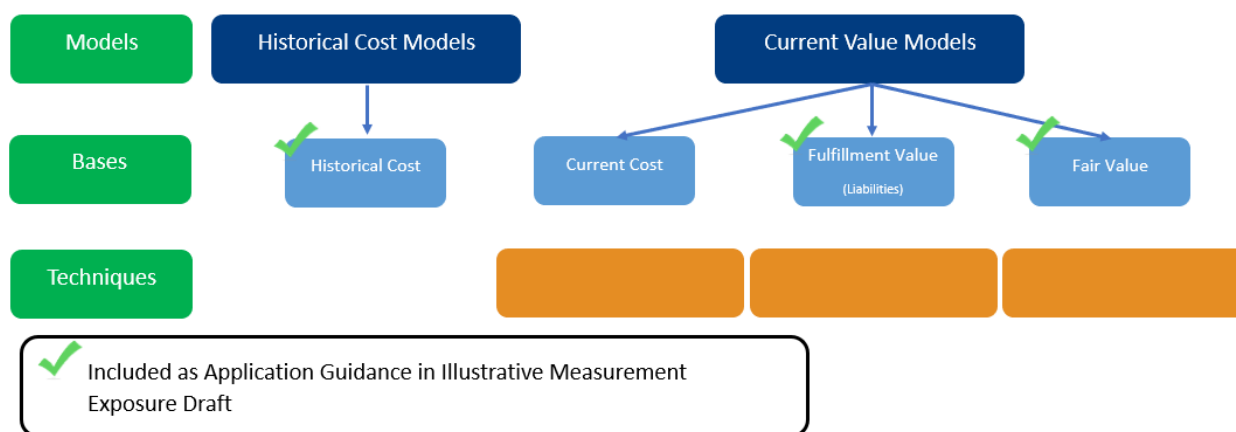 Models
Historical Cost Models
Current Value Models
Bases
Historical Cost
Current Cost
Fulfillment Value
(Liabilities)
Fair Value
Techniques
Included as Application Guidance in Illustrative Measurement
Exposure Draft